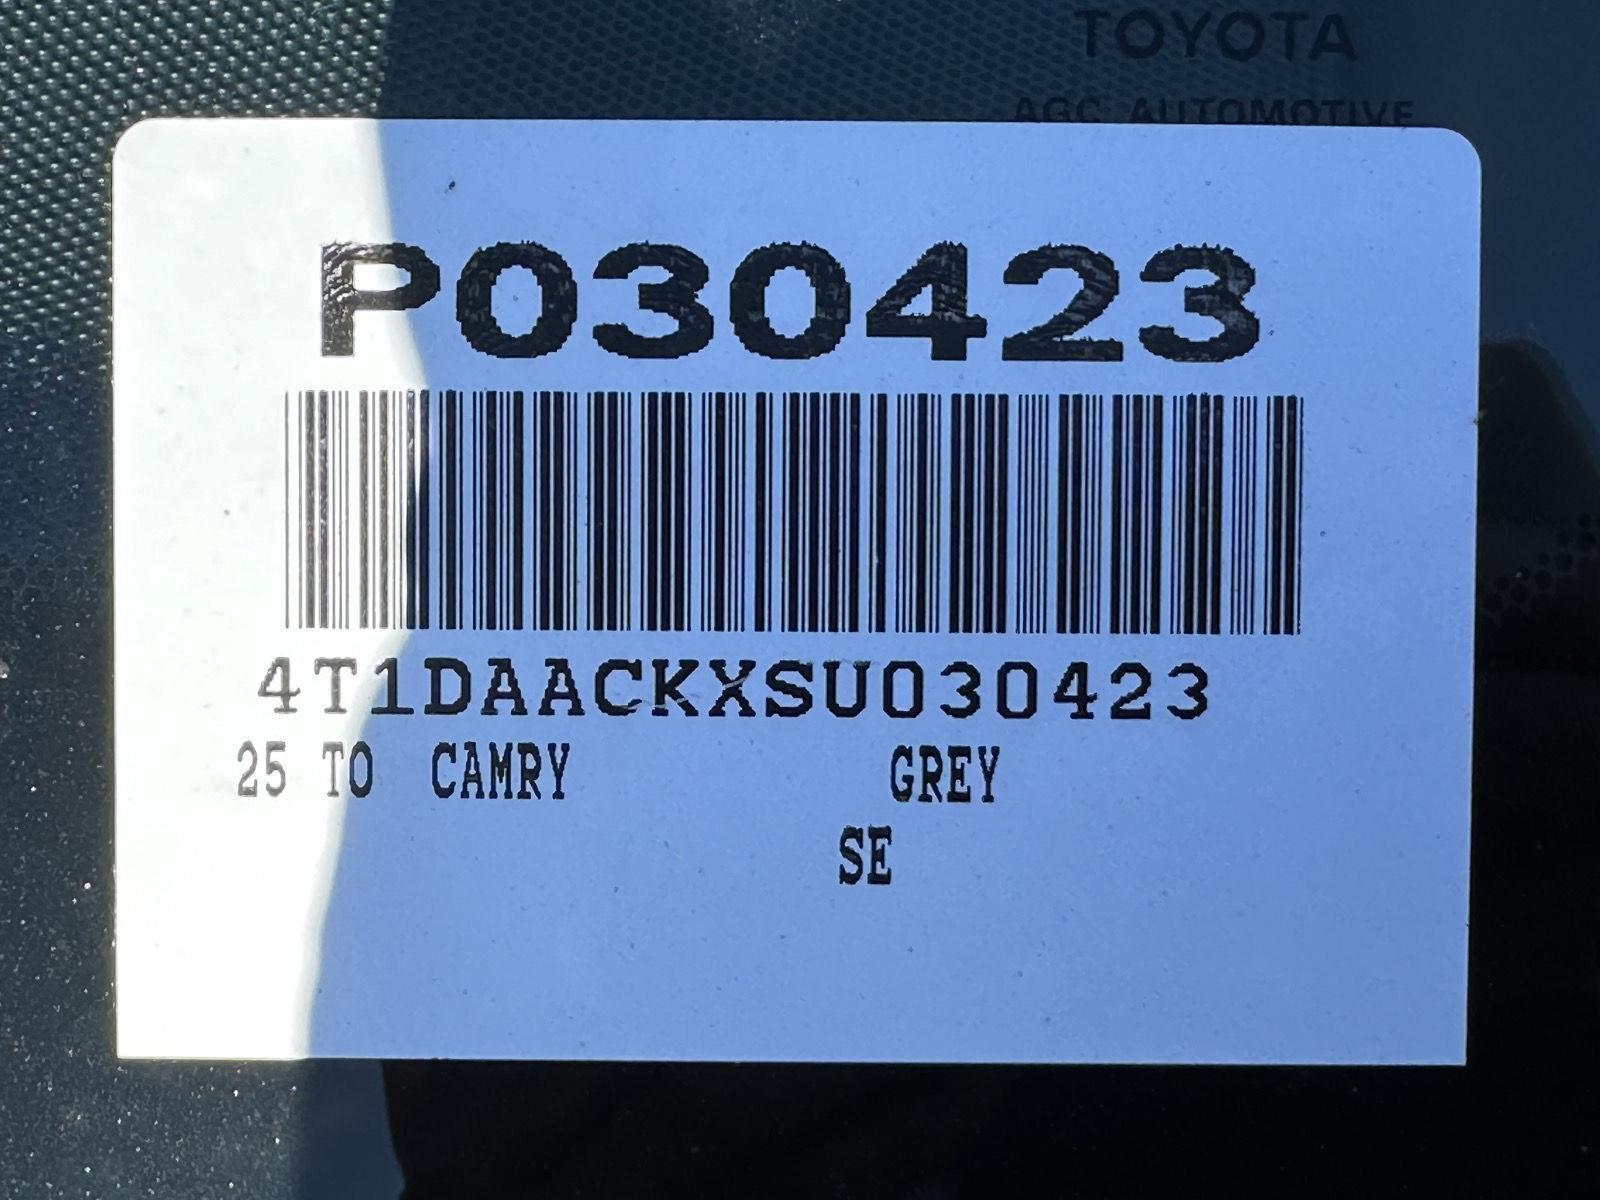 TOYOTA
AGC AUTOMOTIVE
P030423
4T1DAACKXSU030423
25 TO CAMRY GREY
SE